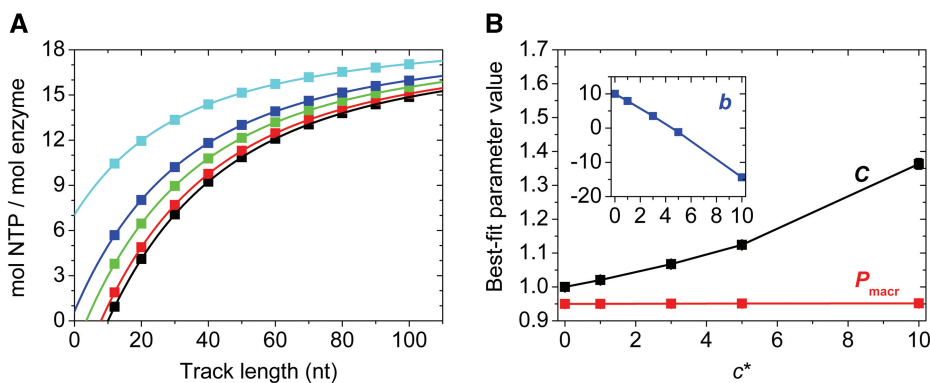 A
18
15
12
9
6
3
0
mol NTP / mol enzyme
0 20 40 60 80 100
Track length (nt)
B
1.7
1.6
1.5
1.4
1.3
1.2
1.1
1.0
0.9
Best-fit parameter value
10
0
-10
-20
0 2 4 6 8 10
b
C
Pmacr
0 2 4 6 8 10
c*